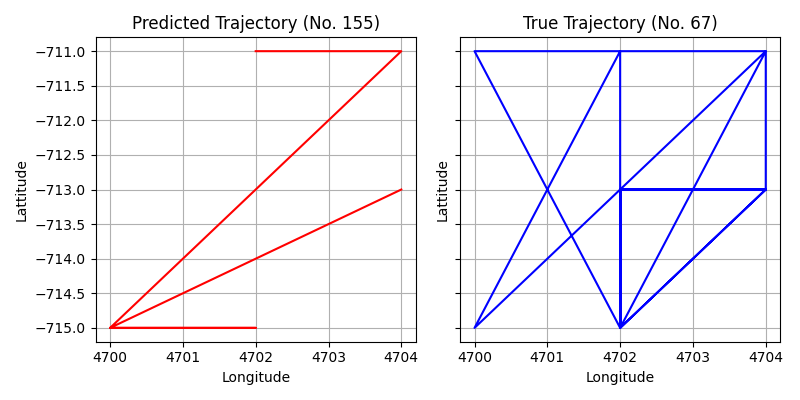 Predicted Trajectory (No. 155)
True Trajectory (No. 67)
Lattitude
−711.0
−711.5
−712.0
−712.5
−713.0
−713.5
−714.0
−714.5
−715.0
4700 4701 4702 4703 4704
Longitude
Lattitude
4700 4701 4702 4703 4704
Longitude